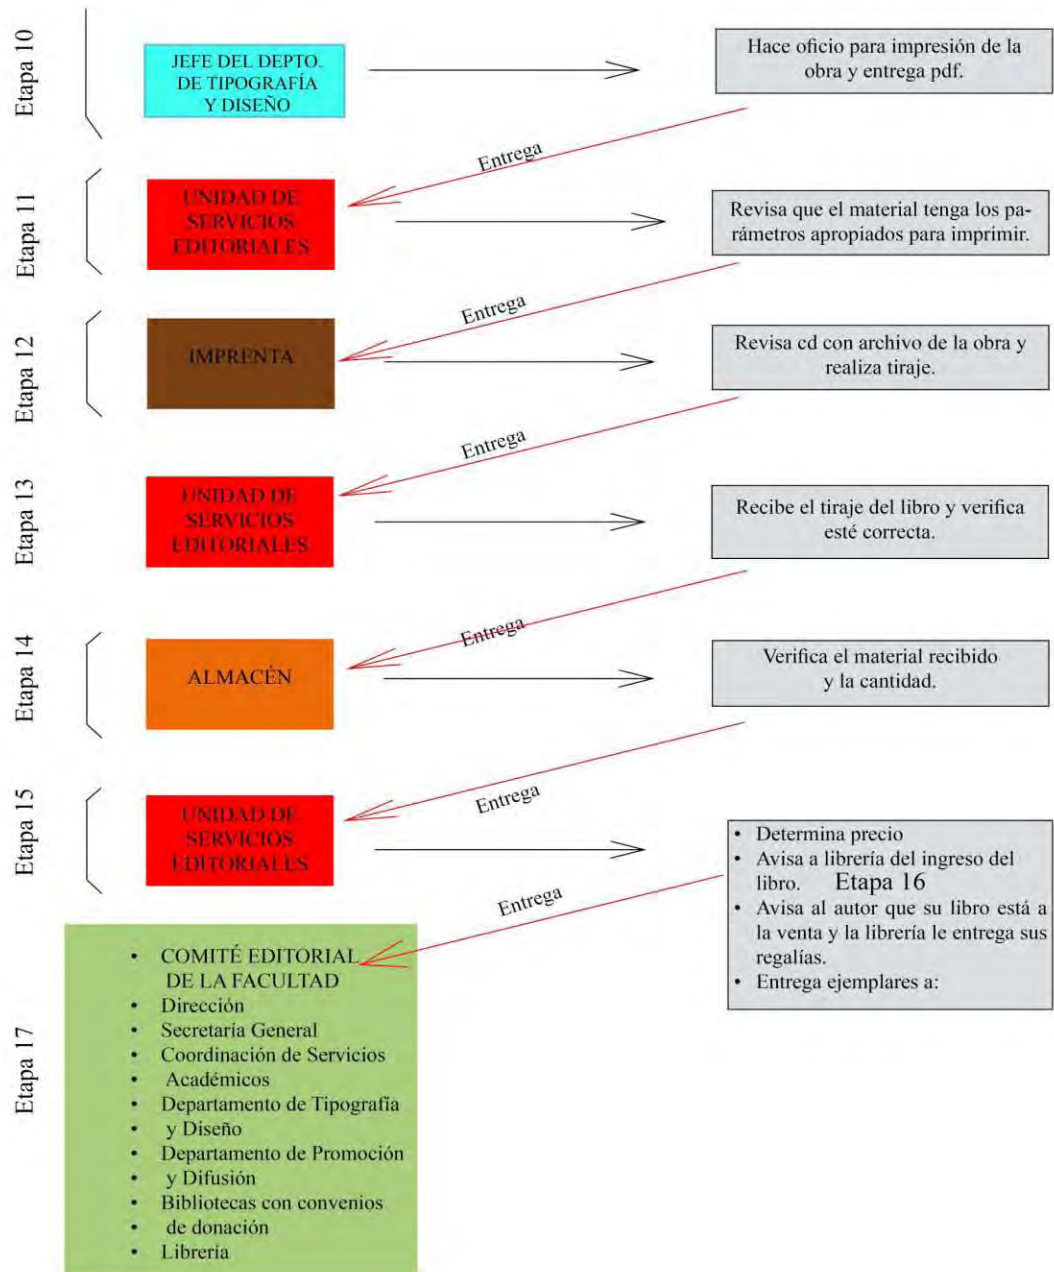 Etapa 10
JEFE DEL DEPTO.
DE TIPOGRAFÍA
Y DISEÑO
Hace oficio para impresión de la
obra y entrega pdf.
Entrega
Etapa 11
UNIDAD DE
SERVICIOS
EDITORIALES
Revisa que el material tenga los pa-
rámetros apropiados para imprimir.
Entrega
Etapa 12
IMPRENTA
Revisa cd con archivo de la obra y
realiza tiraje.
Entrega
Etapa 13
UNIDAD DE
SERVICIOS
EDITORIALES
Recibe el tiraje del libro y verifica
esté correcta.
Entrega
Etapa 14
ALMACÉN
Verifica el material recibido
y la cantidad.
Entrega
Etapa 15
UNIDAD DE
SERVICIOS
EDITORIALES
• Determina precio
• Avisa a librería del ingreso del
libro. Etapa 16
• Avisa al autor que su libro está a
la venta y la librería le entrega sus
regalías.
• Entrega ejemplares a:
Entrega
Etapa 17
• COMITÉ EDITORIAL
DE LA FACULTAD
• Dirección
• Secretaría General
• Coordinación de Servicios
• Académicos
• Departamento de Tipografía
• y Diseño
• Departamento de Promoción
• y Difusión
• Bibliotecas con convenios
• de donación
• Librería